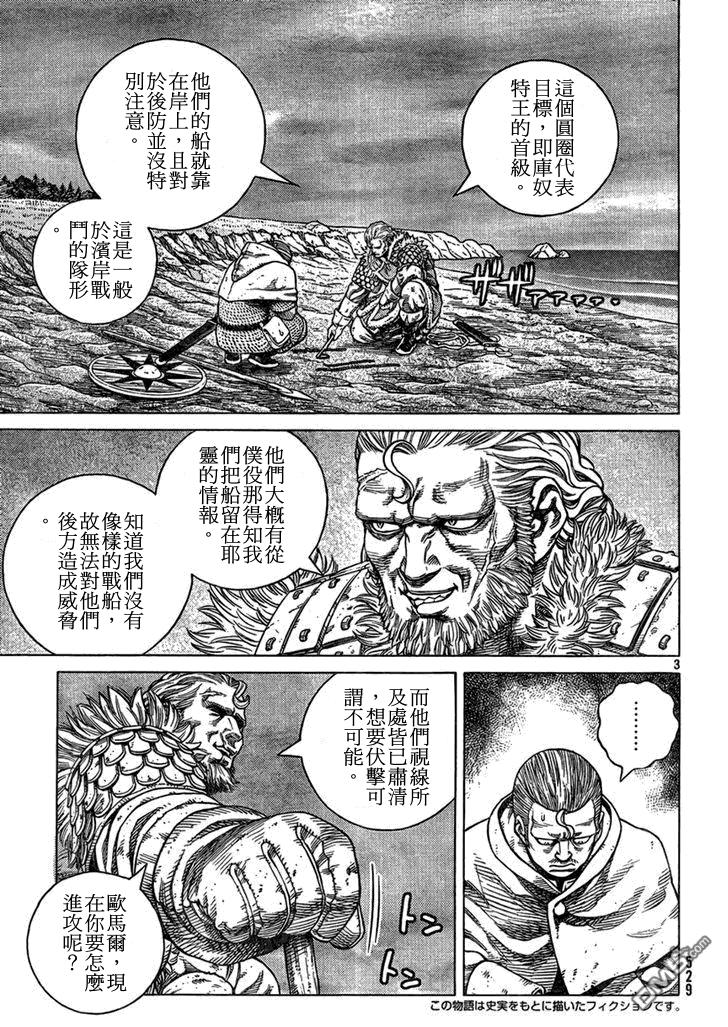 這個圓圈代表
目標，即庫奴
特王的首級。
他們的船就靠
在岸上，且對
於後防並沒特
別注意。
這是一般
於濱岸戰
鬥的隊形
ザザ
ァァァ…
他們大概有從
僕役那得知我
們把船留在耶
靈的情報。
知道我們沒有
像樣的戰船，
故無法對他們
後方造成威脅
。
3
………
而他們視線所
及處皆已肅清
，想要伏擊可
謂不可能。
トン
トン
歐馬爾，現
在你要怎麼
進攻呢？
529
この物語は史実をもとに描いたフィクションです。